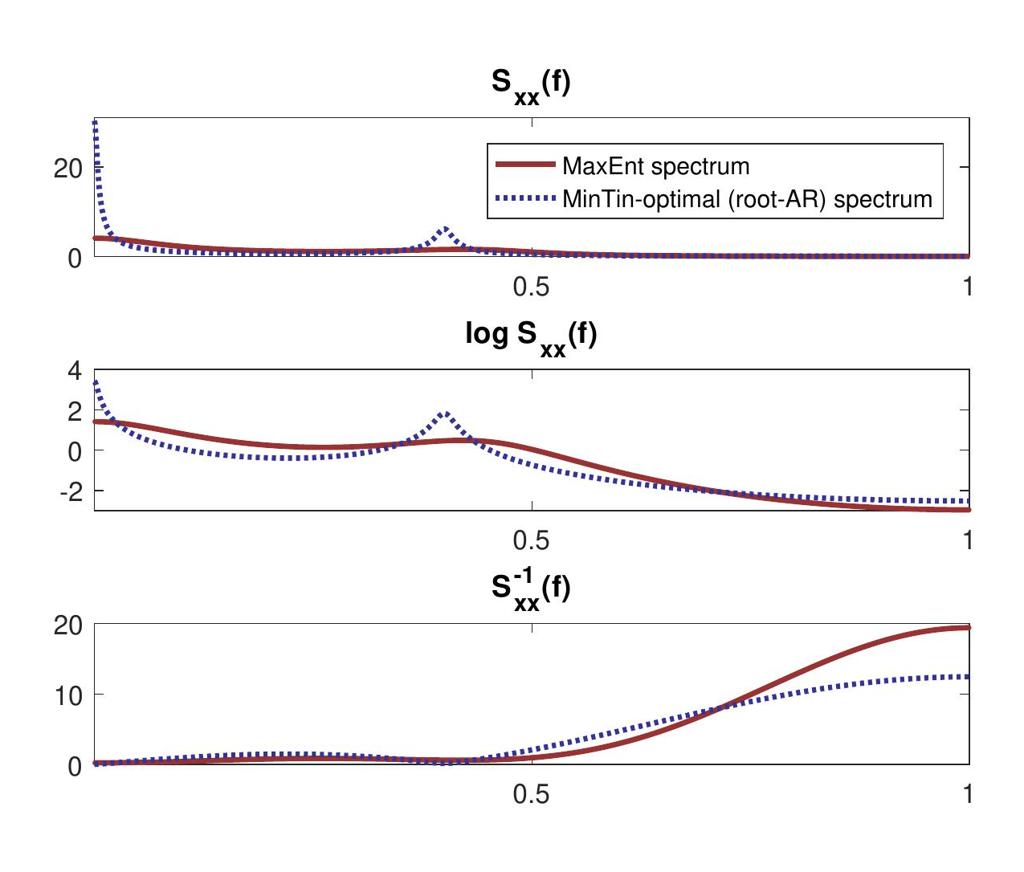 S_xx(f)
20
0
MaxEnt spectrum
MinTin-optimal (root-AR) spectrum
0.5 1
log S_xx(f)
4
2
0
-2
0.5 1
S_xx^-1(f)
20
10
0
0.5 1